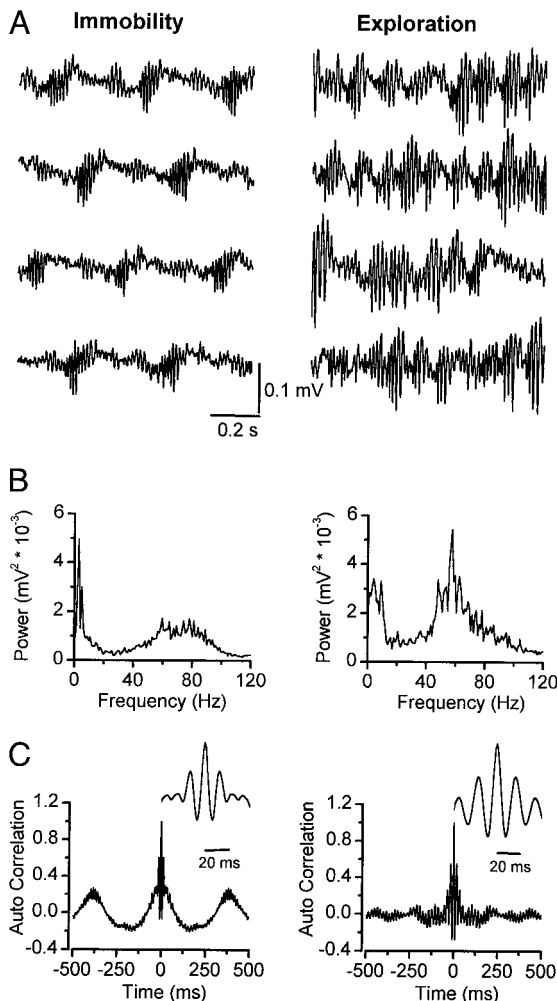 A
Immobility
Exploration
0.1 mV
0.2 s
B
Power (mV² * 10⁻³)
6
4
2
0
0 40 80 120
Frequency (Hz)
Power (mV² * 10⁻³)
6
4
2
0
0 40 80 120
Frequency (Hz)
C
Auto Correlation
1.2
0.8
0.4
0.0
-0.4
20 ms
-500 -250 0 250 500
Time (ms)
Auto Correlation
1.2
0.8
0.4
0.0
-0.4
20 ms
-500 -250 0 250 500
Time (ms)